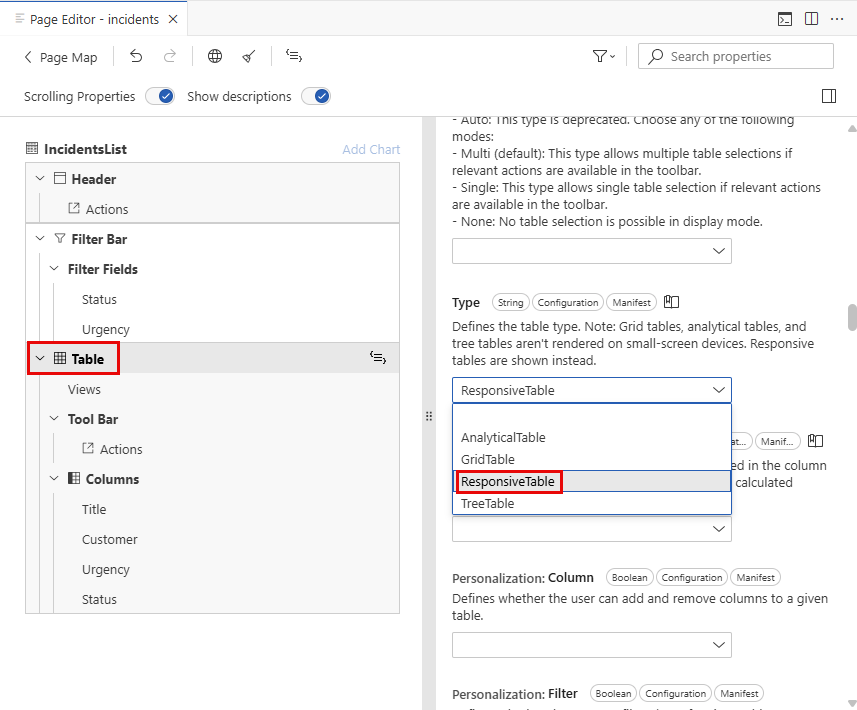 Page Editor - incidents
Page Map
Search properties
Scrolling Properties
Show descriptions
IncidentsList
Add Chart
Header
Actions
Filter Bar
Filter Fields
Status
Urgency
Table
Views
Tool Bar
Actions
Columns
Title
Customer
Urgency
Status
- Auto: This type is deprecated. Choose any of the following
modes:
- Multi (default): This type allows multiple table selections if
relevant actions are available in the toolbar.
- Single: This type allows single table selection if relevant actions
are available in the toolbar.
- None: No table selection is possible in display mode.
Type String Configuration Manifest
Defines the table type. Note: Grid tables, analytical tables, and
tree tables aren't rendered on small-screen devices. Responsive
tables are shown instead.
ResponsiveTable
AnalyticalTable
GridTable
ResponsiveTable
TreeTable
at... Manif...
ed in the column
calculated
Personalization: Column Boolean Configuration Manifest
Defines whether the user can add and remove columns to a given
table.
Personalization: Filter Boolean Configuration Manifest